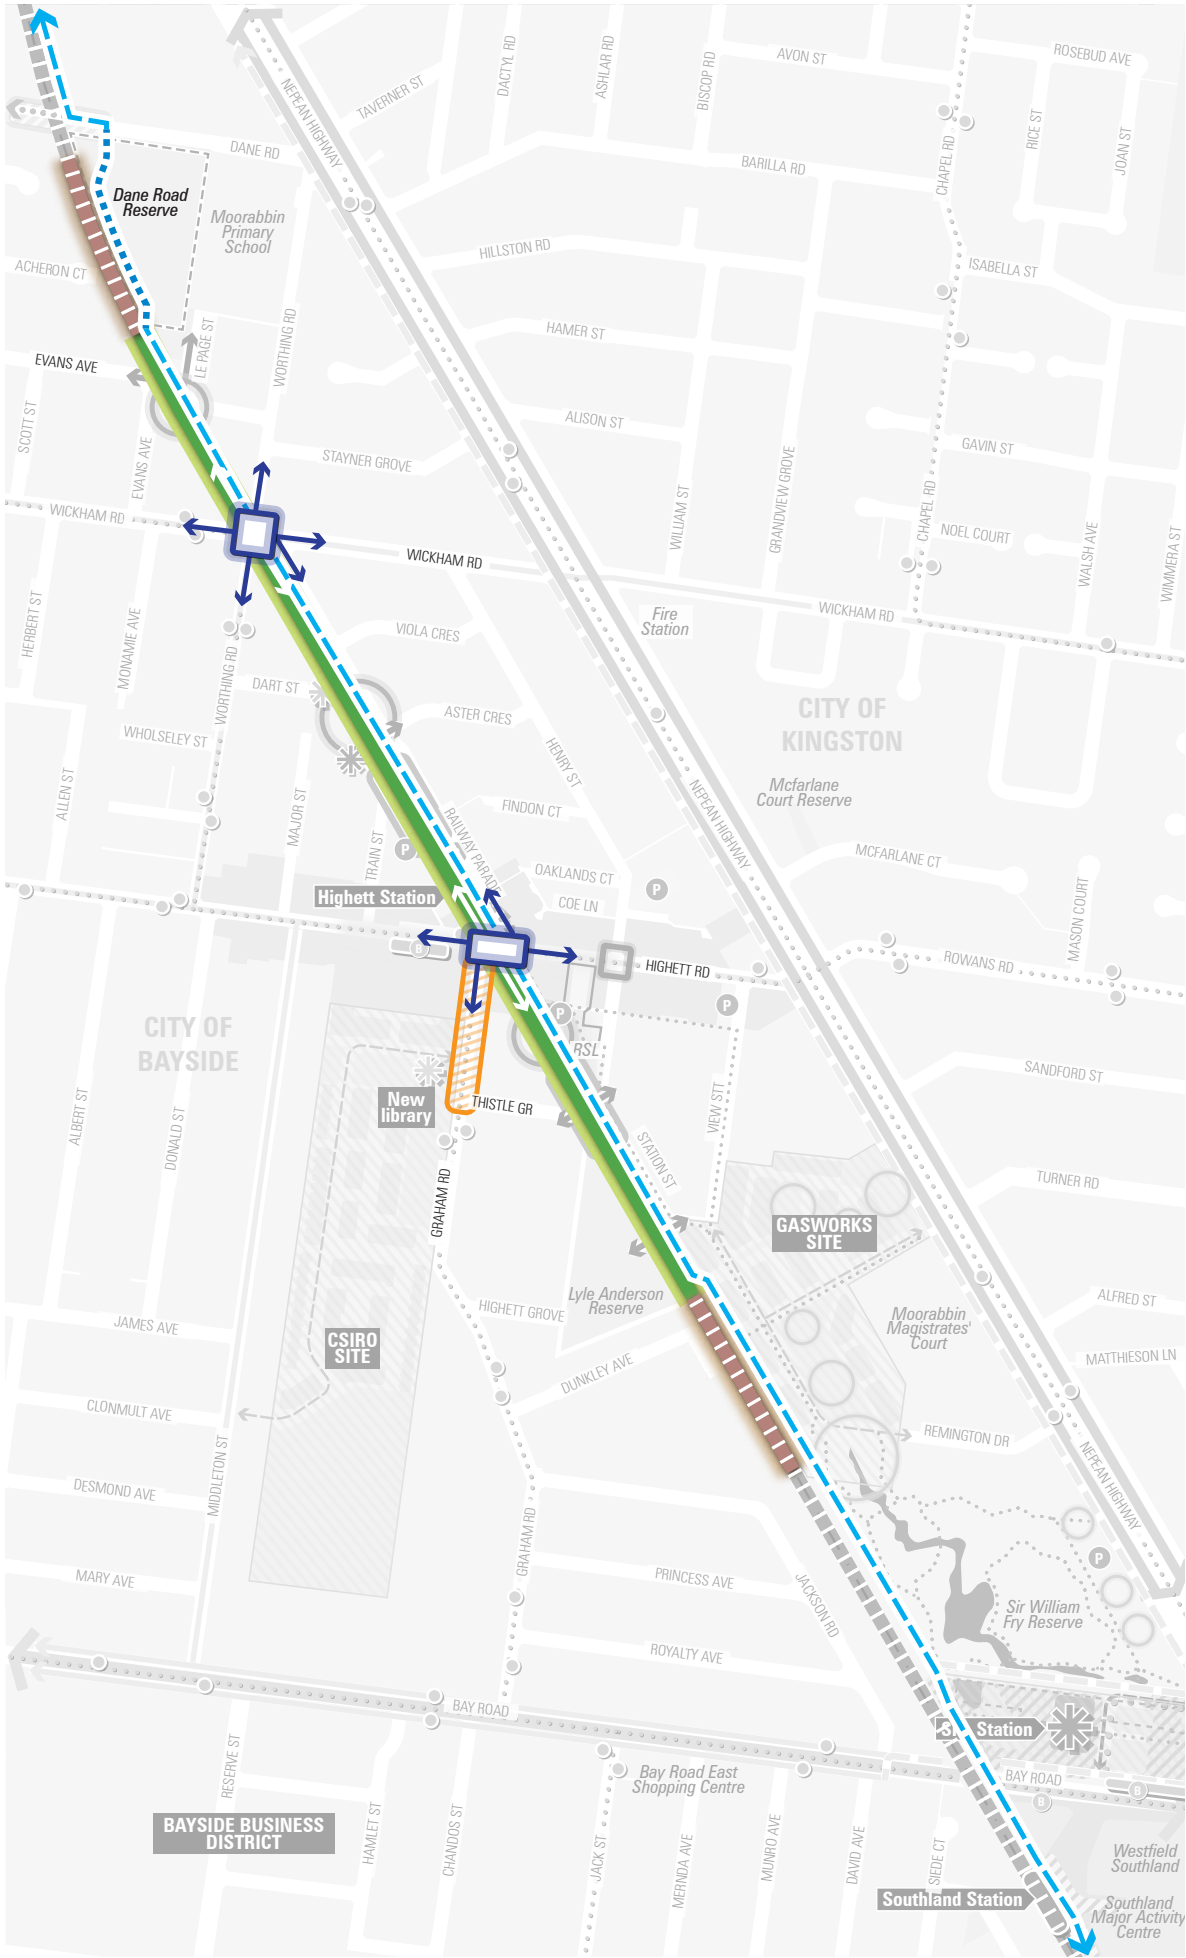 DACTYL RD
ASHLAR RD
BISCOP RD
AVON ST
ROSEBUD AVE
TAVERNER ST
NEPEAN HIGHWAY
RICE ST
JOAN ST
DANE RD
BARILLA RD
CHAPEL RD
Dane Road
Reserve
Moorabbin
Primary
School
HILLSTON RD
ISABELLA ST
ACHERON CT
WORTHING RD
LE PAGE ST
HAMER ST
EVANS AVE
SCOTT ST
ALISON ST
GAVIN ST
EVANS AVE
STAYNER GROVE
GRANDVIEW GROVE
WICKHAM RD
WILLIAM ST
CHAPEL RD
NOEL COURT
WALSH AVE
WIMMERA ST
WICKHAM RD
WICKHAM RD
HERBERT ST
MONAMIE AVE
VIOLA CRES
Fire
Station
WORTHING RD
DART ST
ASTER CRES
CITY OF
KINGSTON
WHOLSELEY ST
HENRY ST
ALLEN ST
MAJOR ST
NEPEAN HIGHWAY
Mcfarlane
Court Reserve
FINDON CT
RAILWAY PARADE
TRAIN ST
P
MCFARLANE CT
OAKLANDS CT
P
Highett Station
COE LN
MASON COURT
B
HIGHETT RD
ROWANS RD
P
P
CITY OF
BAYSIDE
RSL
SANDFORD ST
New
library
THISTLE GR
VIEW STT
ALBERT ST
DONALD ST
STATION ST
GRAHAM RD
TURNER RD
GASWORKS
SITE
Lyle Anderson
Reserve
HIGHETT GROVE
Moorabbin
Magistrates'
Court
ALFRED ST
JAMES AVE
CSIRO
SITE
MATTHIESON LN
DUNKLEY AVE
CLONMULT AVE
REMINGTON DR
MIDDLETON ST
NEPEAN HIGHWAY
DESMOND AVE
GRAHAM RD
P
MARY AVE
PRINCESS AVE
JACKSON RD
Sir William
Fry Reserve
ROYALTY AVE
BAY ROAD
Station
RESERVE ST
Bay Road East
Shopping Centre
BAY ROAD
B
B
BAYSIDE BUSINESS
DISTRICT
HAMLET ST
CHANDOS ST
JACK ST
MERNDA AVE
MUNRO AVE
DAVID AVE
SIEDE CT
Westfield
Southland
Southland Station
Southland
Major Activity
Centre